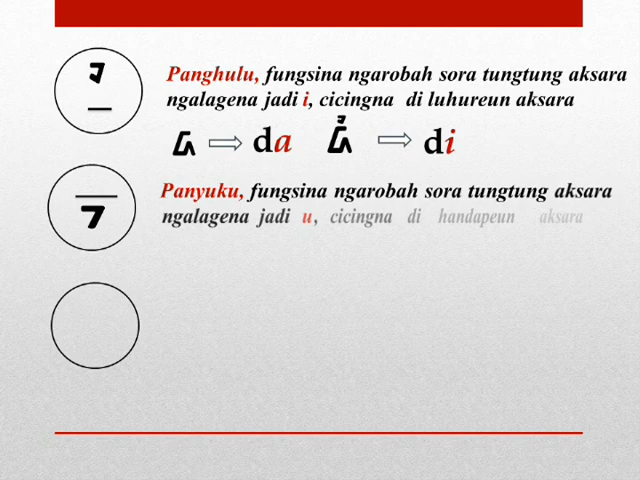 Panghulu, fungsina ngarobah sora tungtung aksara
ngalagena jadi i, cicingna di luhureun aksara
ᮓ ⇨ da ᮓᮤ ⇨ di
Panyuku, fungsina ngarobah sora tungtung aksara
ngalagena jadi u, cicingna di handapeun aksara